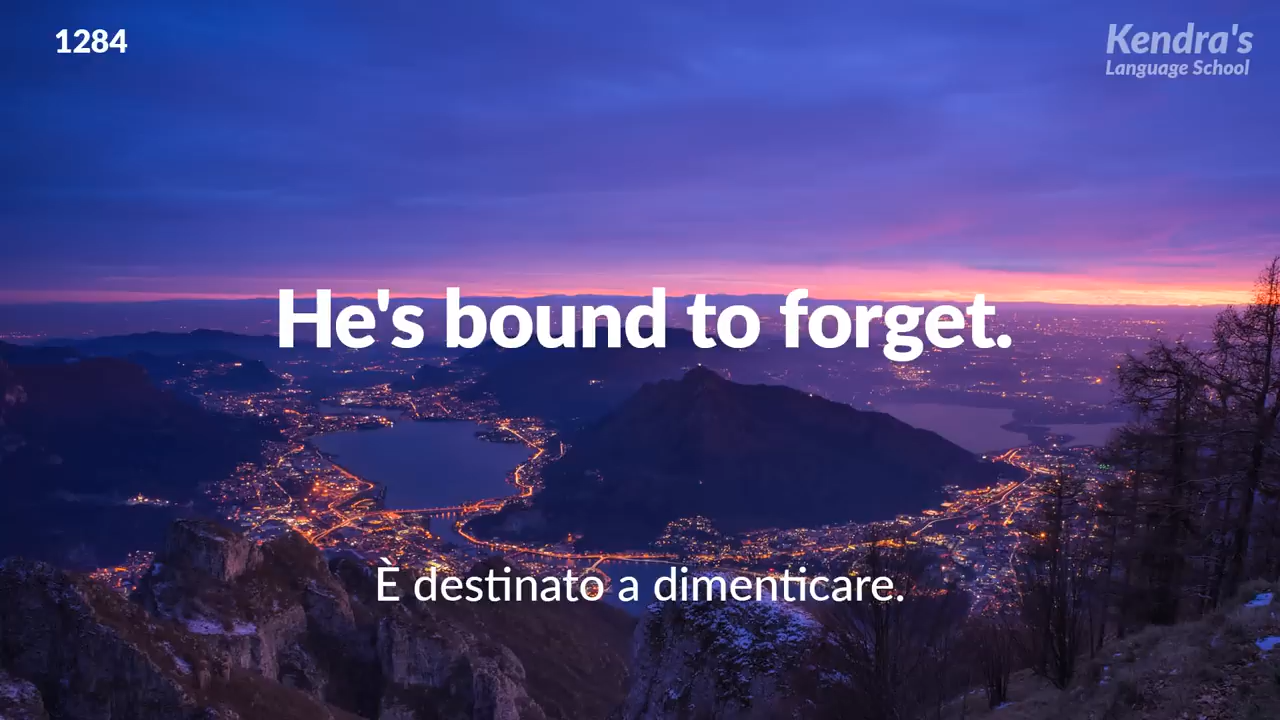 1284
Kendra's
Language School
He's bound to forget.
È destinato a dimenticare.